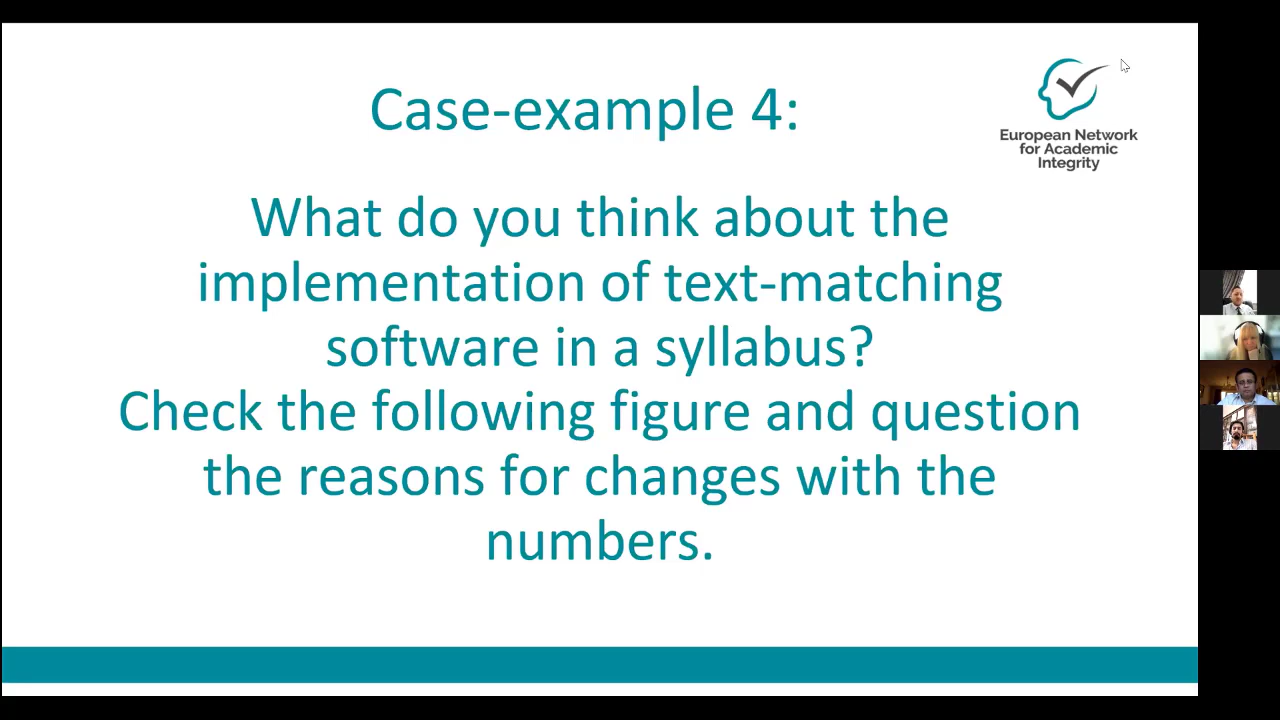 Case-example 4:
European Network
for Academic
Integrity
What do you think about the
implementation of text-matching
software in a syllabus?
Check the following figure and question
the reasons for changes with the
numbers.